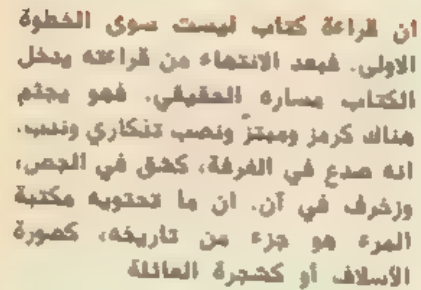 ان قراءة كتاب ليست سوى الخطوة
الاولى. فبعد الانتهاء من قراءته يدخل
الكتاب مساره الحقيقي. فهو يجثم
هناك كرمز ومبتزّ ونصب تذكاري وندب.
انه صدع في الغرفة، كشق في الجص،
وزخرف في آن. ان ما تحتويه مكتبة
المرء هو جزء من تاريخه، كصورة
الأسلاف أو كشجرة العائلة